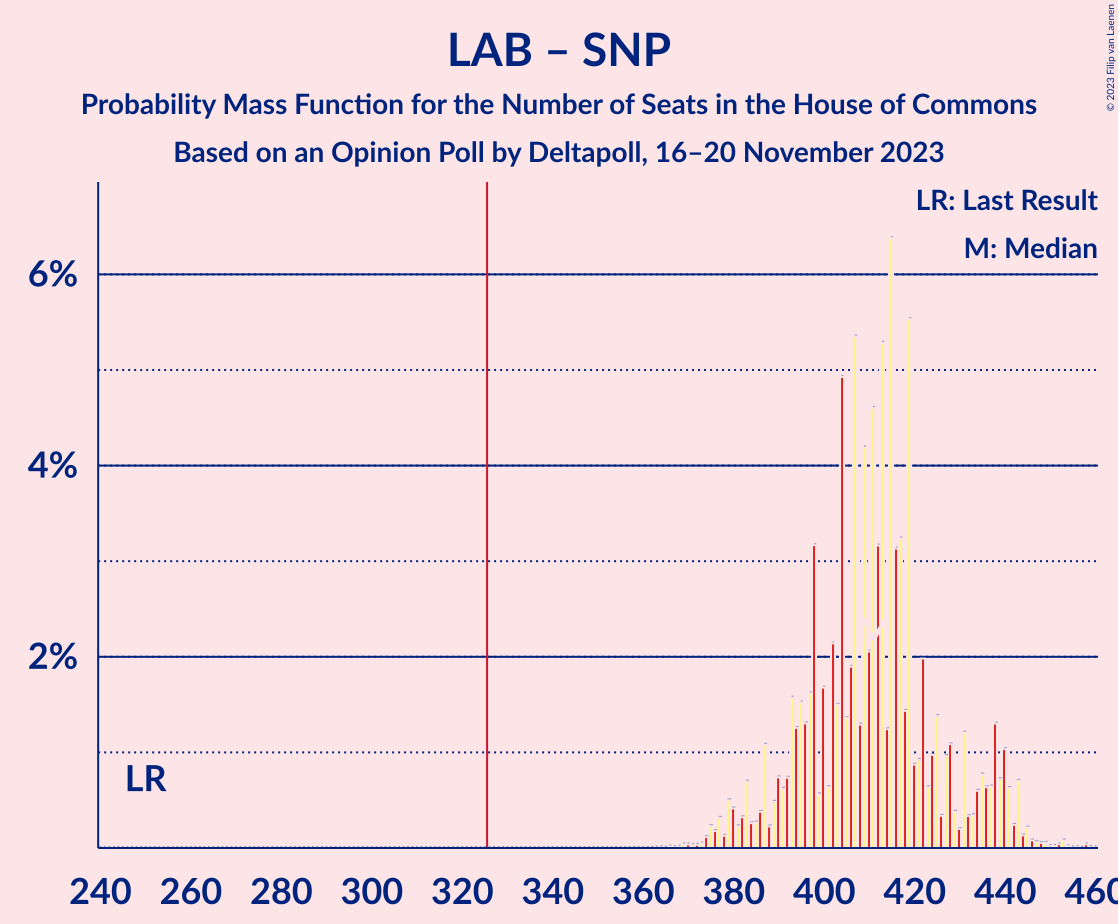 LAB – SNP
Probability Mass Function for the Number of Seats in the House of Commons
Based on an Opinion Poll by Deltapoll, 16–20 November 2023
© 2023 Filip van Laenen
LR: Last Result
M: Median
6%
4%
2%
LR
240 260 280 300 320 340 360 380 400 420 440 460